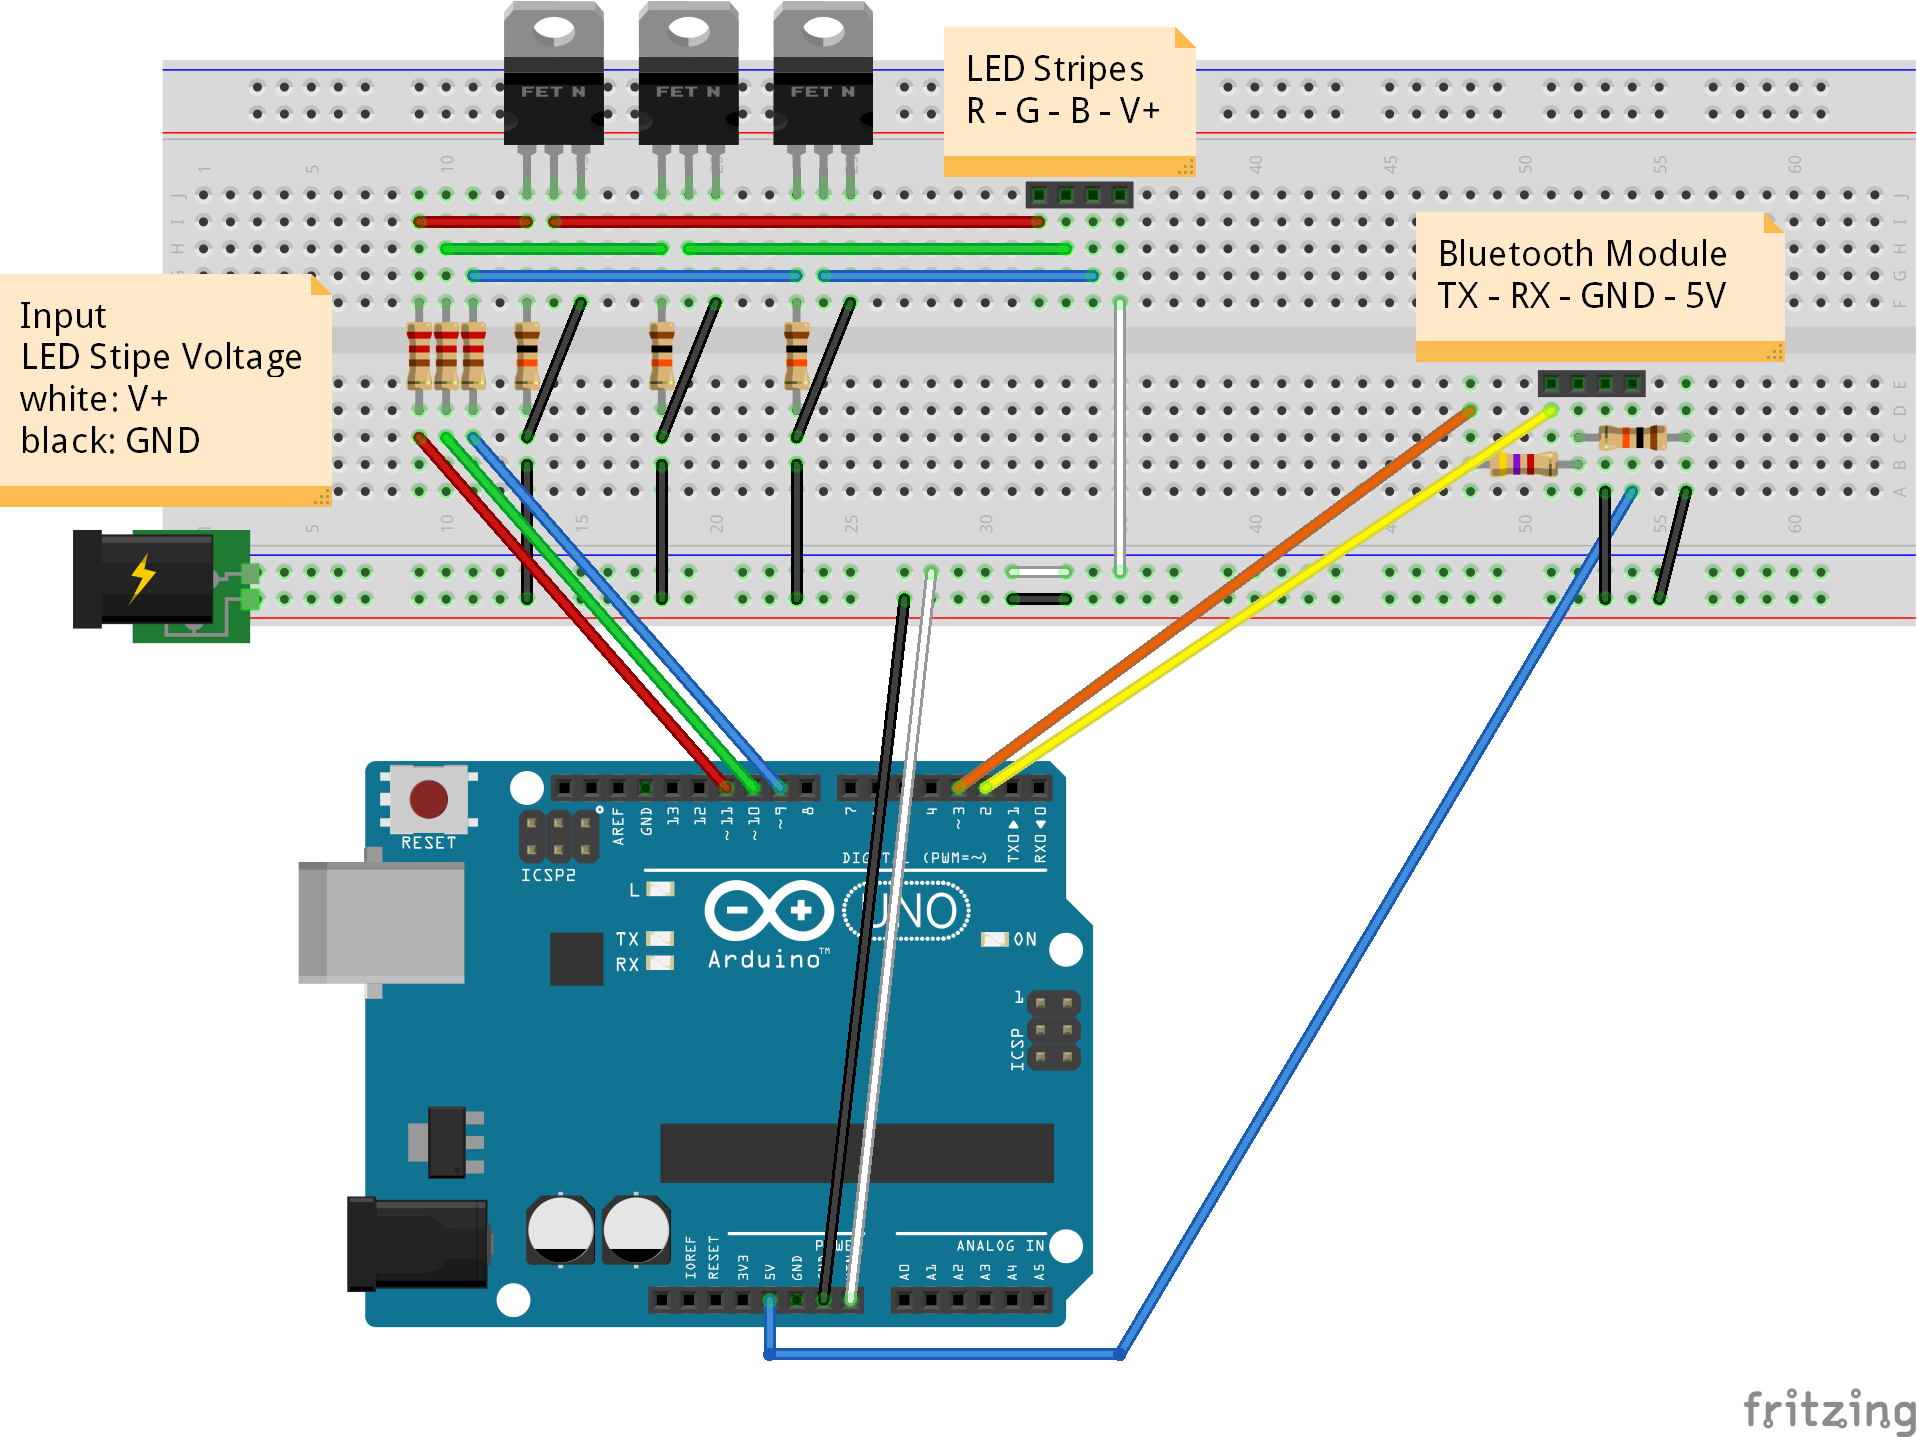 FET N
FET N
FET N
LED Stripes
R - G - B - V+
1
5
10
20
40
45
50
55
60
J
J
I
I
H
H
G
G
F
F
Bluetooth Module
TX - RX - GND - 5V
Input
LED Stipe Voltage
white: V+
black: GND
E
D
C
B
A
E
D
C
B
A
1
5
10
15
20
25
30
40
50
55
60
RESET
ICSP2
AREF
GND
13
12
~11
~10
~9
8
7
4
~3
2
TX0▶1
RX0◀0
DIGITAL (PWM=~)
L
TX
RX
UNO
Arduino™
ON
1
ICSP
IOREF
RESET
3V3
5V
GND
POWER
ANALOG IN
A0
A1
A2
A3
A4
A5
fritzing